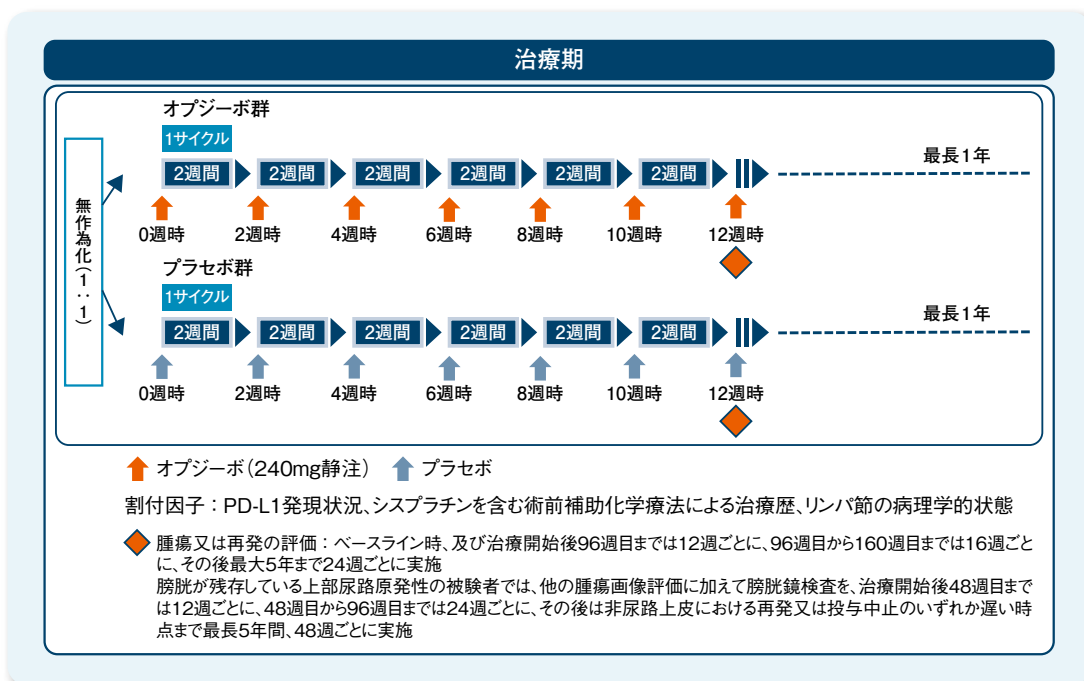 治療期
オプジーボ群
1サイクル
2週間 2週間 2週間 2週間 2週間 2週間
最長1年
0週時 2週時 4週時 6週時 8週時 10週時 12週時
無作為化(1:1)
プラセボ群
1サイクル
2週間 2週間 2週間 2週間 2週間 2週間
最長1年
0週時 2週時 4週時 6週時 8週時 10週時 12週時
オプジーボ(240mg静注) プラセボ
割付因子:PD-L1発現状況、シスプラチンを含む術前補助化学療法による治療歴、リンパ節の病理学的状態
腫瘍又は再発の評価:ベースライン時、及び治療開始後96週目までは12週ごとに、96週目から160週目までは16週ごと
に、その後最大5年まで24週ごとに実施
膀胱が残存している上部尿路原発性の被験者では、他の腫瘍画像評価に加えて膀胱鏡検査を、治療開始後48週目まで
は12週ごとに、48週目から96週目までは24週ごとに、その後は非尿路上皮における再発又は投与中止のいずれか遅い時
点まで最長5年間、48週ごとに実施